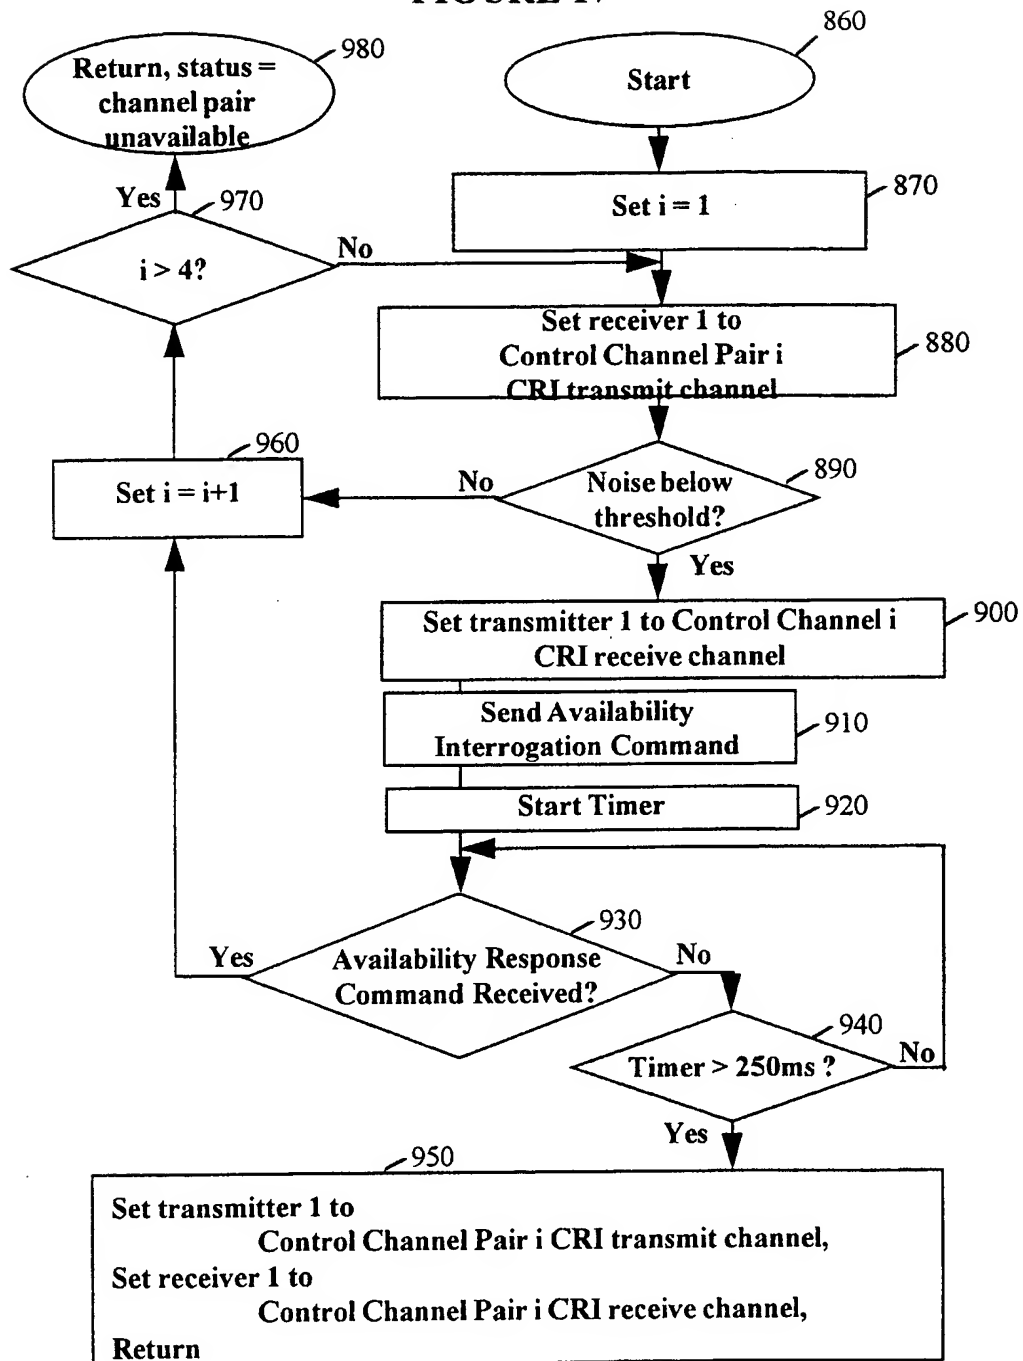 860
Start
980
Return, status =
channel pair
unavailable
870
Set i = 1
Yes
970
i > 4?
No
Set receiver 1 to
Control Channel Pair i
CRI transmit channel
880
960
Set i = i+1
No
890
Noise below
threshold?
Yes
Set transmitter 1 to Control Channel i
CRI receive channel
900
Send Availability
Interrogation Command
910
Start Timer
920
930
Yes
Availability Response
Command Received?
No
940
Timer > 250ms ?
No
Yes
950
Set transmitter 1 to
Control Channel Pair i CRI transmit channel,
Set receiver 1 to
Control Channel Pair i CRI receive channel,
Return